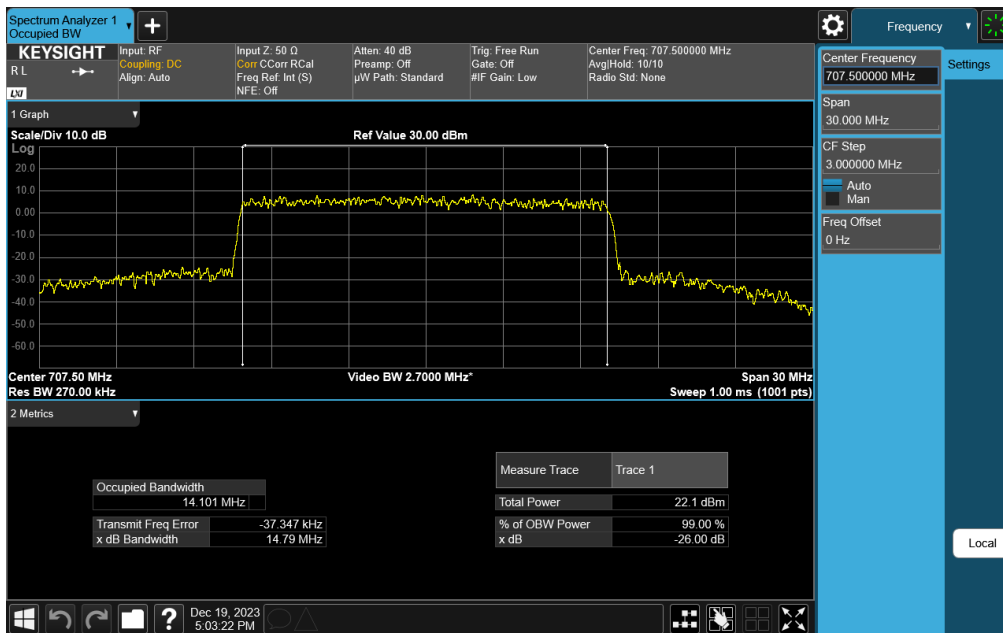 Spectrum Analyzer 1
Occupied BW
Frequency
KEYSIGHT
R L
LXI
Input: RF
Coupling: DC
Align: Auto
Input Z: 50 Ω
Corr CCorr RCal
Freq Ref: Int (S)
NFE: Off
Atten: 40 dB
Preamp: Off
µW Path: Standard
Trig: Free Run
Gate: Off
#IF Gain: Low
Center Freq: 707.500000 MHz
Avg|Hold: 10/10
Radio Std: None
Center Frequency
707.500000 MHz
Settings
Span
30.000 MHz
CF Step
3.000000 MHz
Auto
Man
Freq Offset
0 Hz
Local
1 Graph
Scale/Div 10.0 dB
Ref Value 30.00 dBm
Log
20.0
10.0
0.00
-10.0
-20.0
-30.0
-40.0
-50.0
-60.0
Center 707.50 MHz
Video BW 2.7000 MHz*
Span 30 MHz
Res BW 270.00 kHz
Sweep 1.00 ms (1001 pts)
2 Metrics
Measure Trace Trace 1
Occupied Bandwidth
14.101 MHz
Total Power 22.1 dBm
Transmit Freq Error -37.347 kHz
% of OBW Power 99.00 %
x dB Bandwidth 14.79 MHz
x dB -26.00 dB
?
Dec 19, 2023
5:03:22 PM